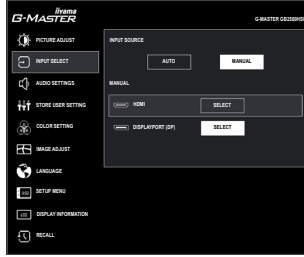 iiyama
G-MASTER
G-MASTER GB2560HSU
PICTURE ADJUST
INPUT SELECT
AUDIO SETTINGS
STORE USER SETTING
COLOR SETTING
IMAGE ADJUST
LANGUAGE
SETUP MENU
DISPLAY INFORMATION
RECALL
INPUT SOURCE
AUTO
MANUAL
MANUAL
HDMI
SELECT
DISPLAYPORT (DP)
SELECT